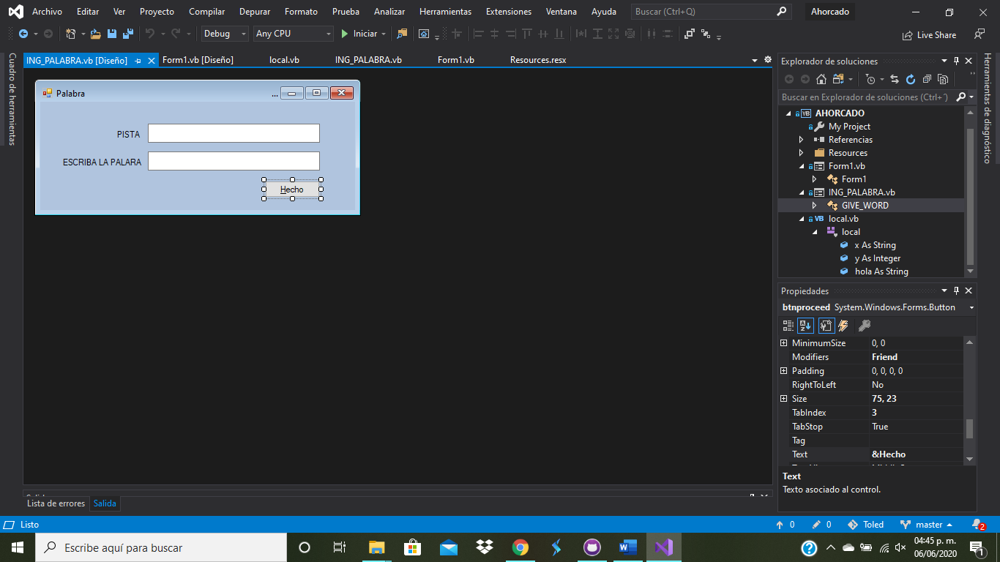 Archivo Editar Ver Proyecto Compilar Depurar Formato Prueba Analizar Herramientas Extensiones Ventana Ayuda Buscar (Ctrl+Q) Ahorcado
Debug Any CPU Iniciar Live Share
Cuadro de herramientas
ING_PALABRA.vb [Diseño] Form1.vb [Diseño] local.vb ING_PALABRA.vb Form1.vb Resources.resx
Palabra ...
PISTA
ESCRIBA LA PALARA
Hecho
Explorador de soluciones
Buscar en Explorador de soluciones (Ctrl+´)
AHORCADO
My Project
Referencias
Resources
Form1.vb
Form1
ING_PALABRA.vb
GIVE_WORD
local.vb
local
x As String
y As Integer
hola As String
Herramientas de diagnóstico
Propiedades
btnproceed System.Windows.Forms.Button
MinimumSize 0, 0
Modifiers Friend
Padding 0, 0, 0, 0
RightToLeft No
Size 75, 23
TabIndex 3
TabStop True
Tag
Text &Hecho
Text
Texto asociado al control.
Lista de errores Salida
Listo 0 0 Toled master 2
Escribe aquí para buscar
04:45 p. m.
06/06/2020
1